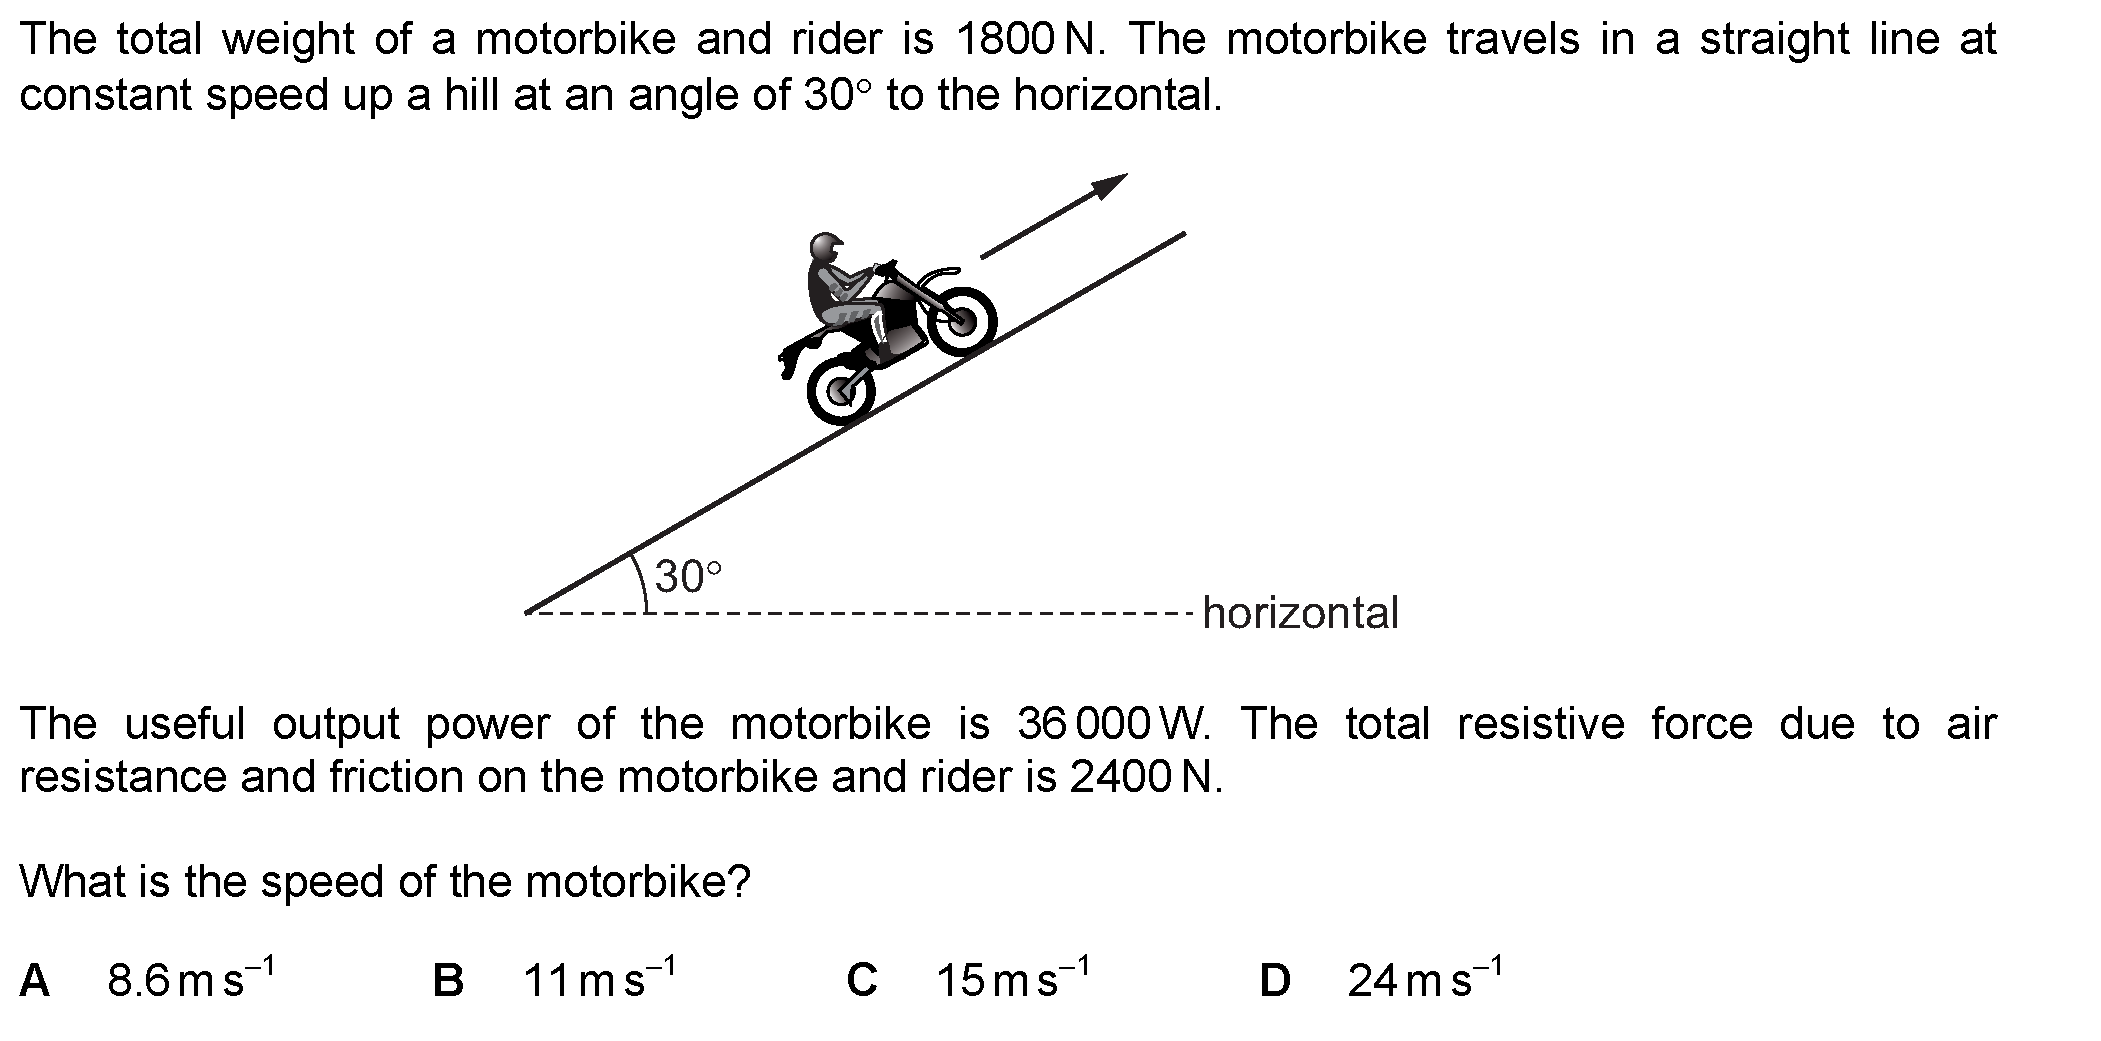 The total weight of a motorbike and rider is 1800 N. The motorbike travels in a straight line at
constant speed up a hill at an angle of 30° to the horizontal.
30°
horizontal
The useful output power of the motorbike is 36 000 W. The total resistive force due to air
resistance and friction on the motorbike and rider is 2400 N.
What is the speed of the motorbike?
A 8.6 m s⁻¹ B 11 m s⁻¹ C 15 m s⁻¹ D 24 m s⁻¹